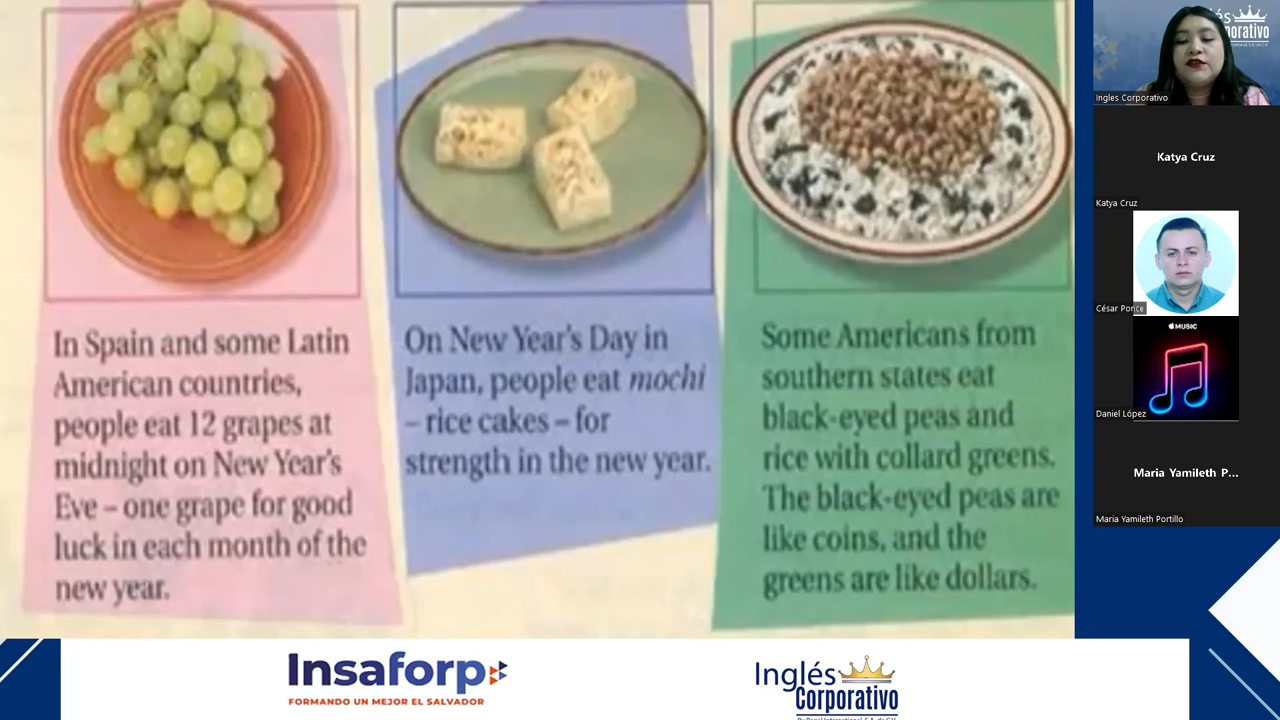 In Spain and some Latin
American countries,
people eat 12 grapes at
midnight on New Year's
Eve – one grape for good
luck in each month of the
new year.
On New Year's Day in
Japan, people eat mochi
– rice cakes – for
strength in the new year.
Some Americans from
southern states eat
black-eyed peas and
rice with collard greens.
The black-eyed peas are
like coins, and the
greens are like dollars.
Insaforp
FORMANDO UN MEJOR EL SALVADOR
Inglés
Corporativo
Ingles Corporativo
Katya Cruz
Katya Cruz
César Ponce
MUSIC
Daniel López
Maria Yamileth P...
Maria Yamileth Portillo